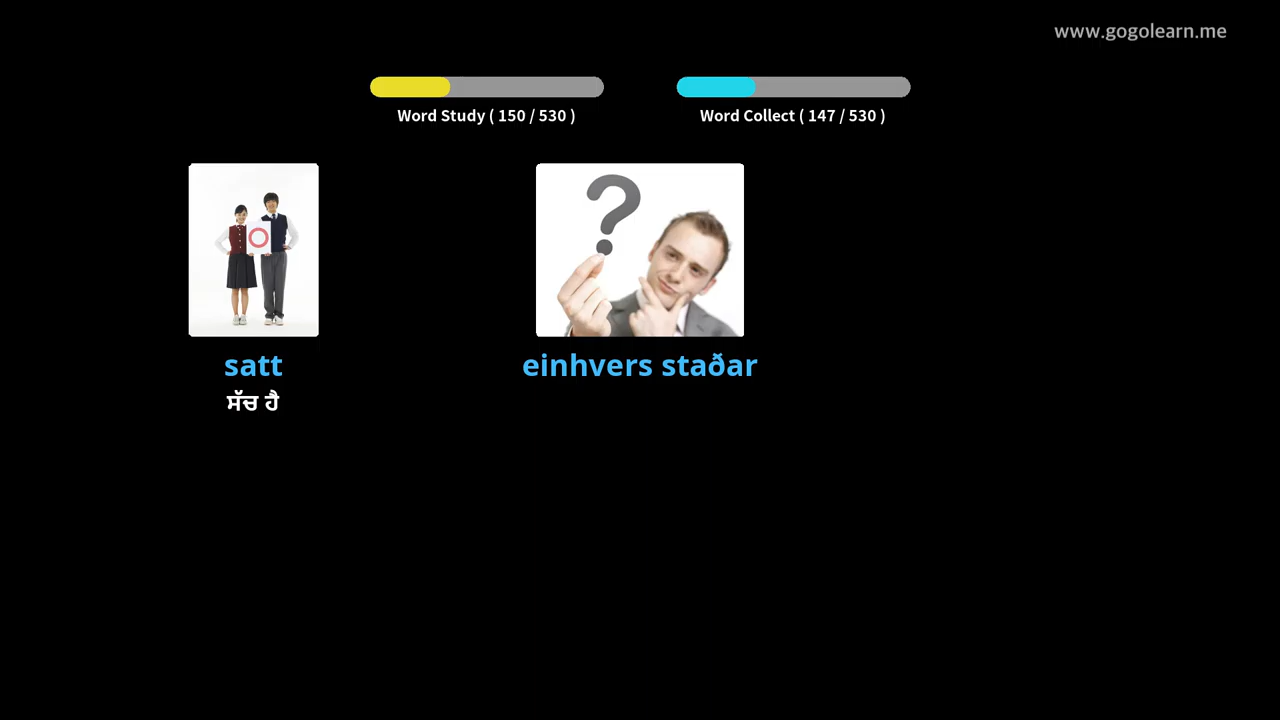 www.gogolearn.me
Word Study ( 150 / 530 )
Word Collect ( 147 / 530 )
satt
ਸੱਚ ਹੈ
einhvers staðar